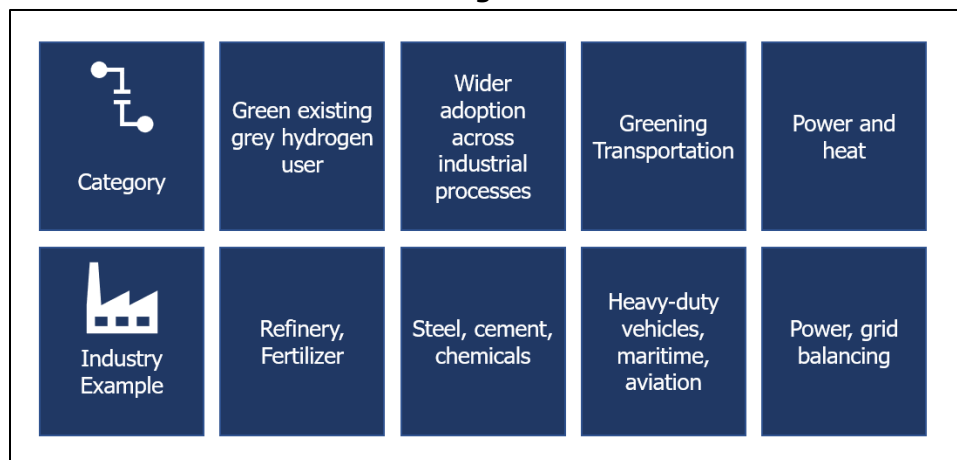 Category
Green existing
grey hydrogen
user
Wider
adoption
across
industrial
processes
Greening
Transportation
Power and
heat
Industry
Example
Refinery,
Fertilizer
Steel, cement,
chemicals
Heavy-duty
vehicles,
maritime,
aviation
Power, grid
balancing